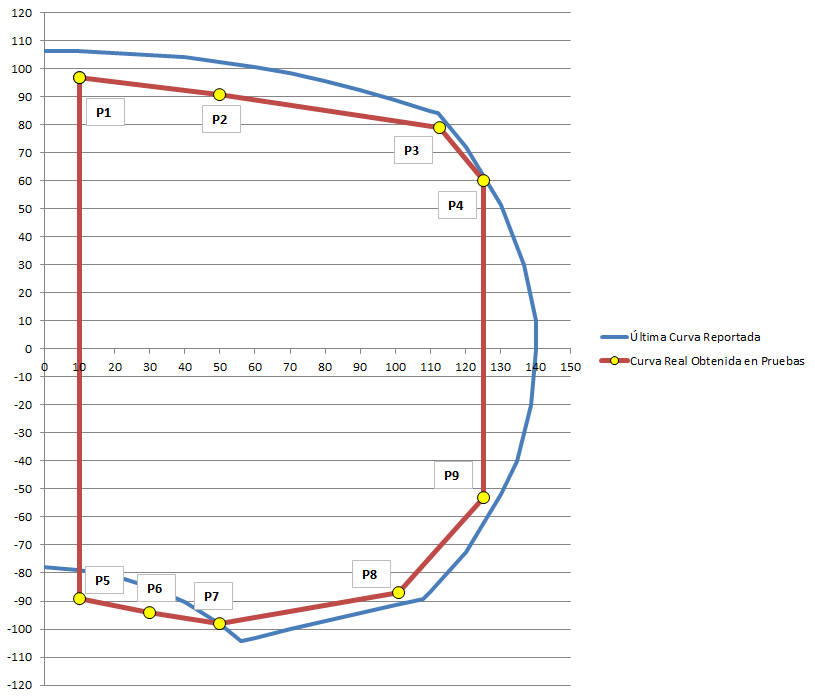 120
110
100
90
80
70
60
50
40
30
20
10
0
-10
-20
-30
-40
-50
-60
-70
-80
-90
-100
-110
-120
0 10 20 30 40 50 60 70 80 90 100 110 120 130 140 150
P1
P2
P3
P4
P9
P8
P5
P6
P7
Última Curva Reportada
Curva Real Obtenida en Pruebas